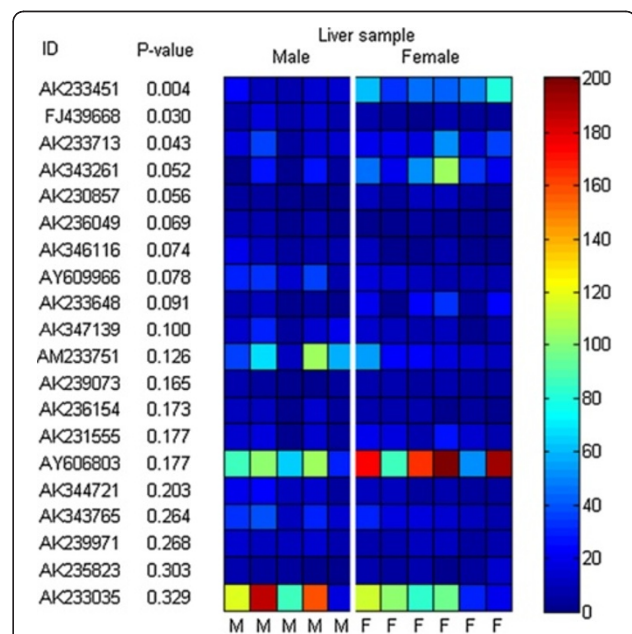 Liver sample
ID P-value Male Female
AK233451 0.004
FJ439668 0.030
AK233713 0.043
AK343261 0.052
AK230857 0.056
AK236049 0.069
AK346116 0.074
AY609966 0.078
AK233648 0.091
AK347139 0.100
AM233751 0.126
AK239073 0.165
AK236154 0.173
AK231555 0.177
AY606803 0.177
AK344721 0.203
AK343765 0.264
AK239971 0.268
AK235823 0.303
AK233035 0.329
M M M M M F F F F F F
200
180
160
140
120
100
80
60
40
20
0